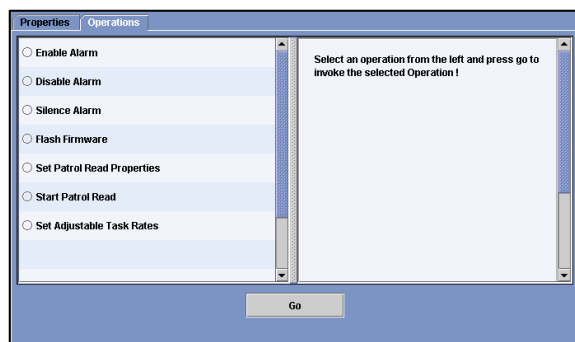 Properties Operations
Enable Alarm
Disable Alarm
Silence Alarm
Flash Firmware
Set Patrol Read Properties
Start Patrol Read
Set Adjustable Task Rates
Select an operation from the left and press go to
invoke the selected Operation !
Go